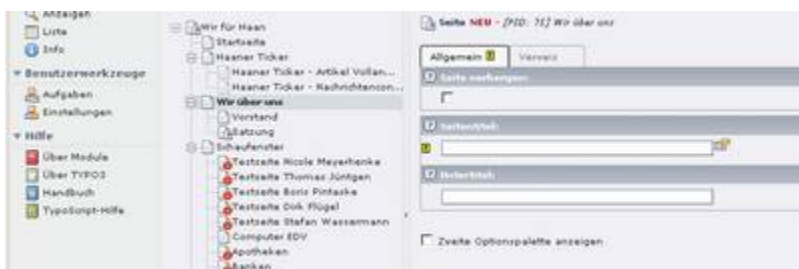 Anzeigen
Liste
Info
Benutzerwerkzeuge
Aufgaben
Einstellungen
Hilfe
Über Module
Über TYPO3
Handbuch
TypoScript-Hilfe
Wir für Haan
Startseite
Haaner Ticker
Haaner Ticker - Artikel Vollan...
Haaner Ticker - Nachrichtencon...
Wir über uns
Vorstand
Satzung
Schaufenster
Testseite Nicole Meyerhenka
Testseite Thomas Jüntgen
Testseite Boris Pintaske
Testseite Dirk Flügel
Testseite Stefan Wassermann
Computer EDV
Apotheken
Banken
Seite NEU - [PID: 75] Wir über uns
Allgemein
Verweis
Seite verbergen:
Seitentitel:
Untertitel:
Zweite Optionspalette anzeigen